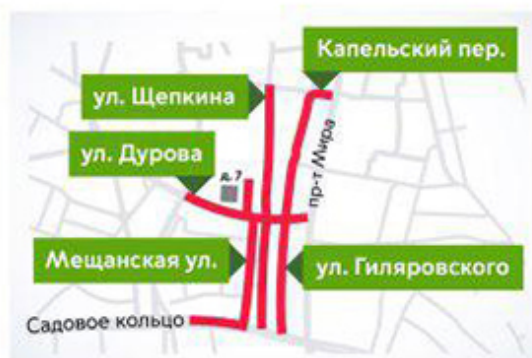 Капельский пер.
ул. Щепкина
ул. Дурова
д. 7
пр-т Мира
Мещанская ул.
ул. Гиляровского
Садовое кольцо